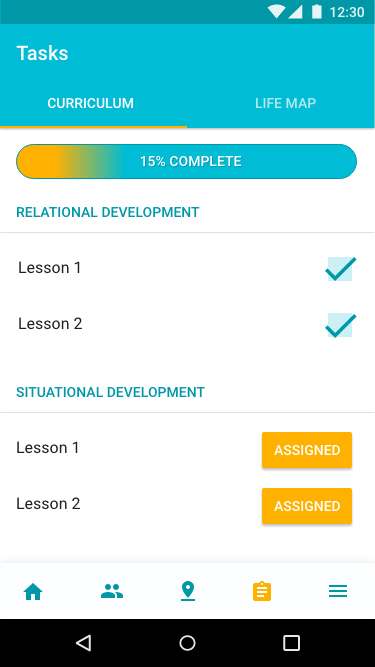 12:30
Tasks
CURRICULUM
LIFE MAP
15% COMPLETE
RELATIONAL DEVELOPMENT
Lesson 1
Lesson 2
SITUATIONAL DEVELOPMENT
Lesson 1
ASSIGNED
Lesson 2
ASSIGNED